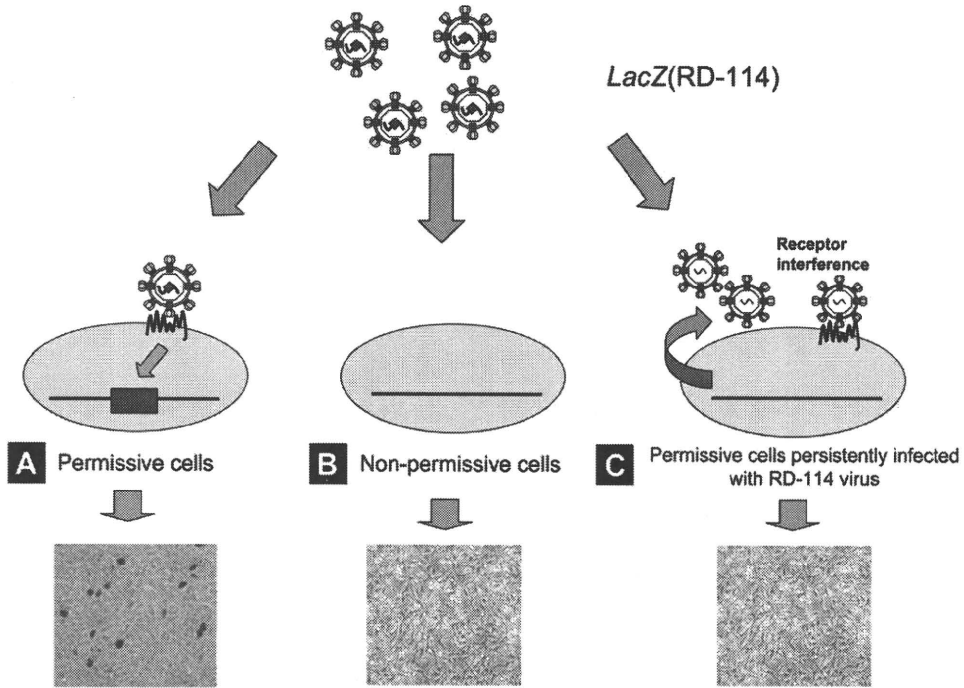 LacZ(RD-114)
Receptor
interference
A Permissive cells
B Non-permissive cells
C Permissive cells persistently infected
with RD-114 virus